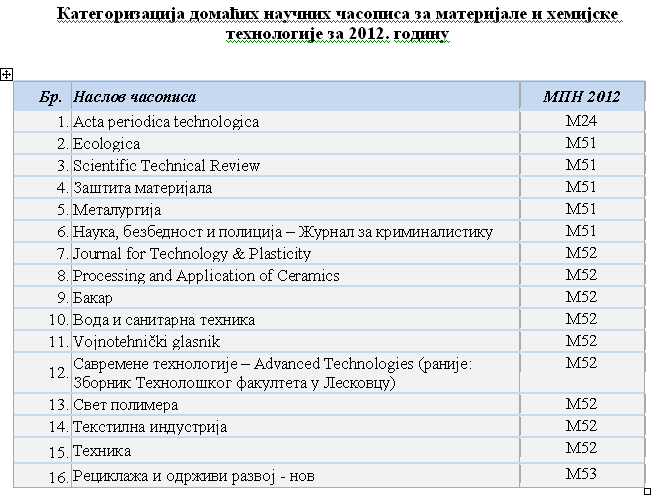 Категоризација домаћих научних часописа за материјале и хемијске
технологије за 2012. годину
Бр. Наслов часописа МПН 2012
1. Acta periodica technologica M24
2. Ecologica M51
3. Scientific Technical Review M51
4. Заштита материјала M51
5. Металургија M51
6. Наука, безбедност и полиција – Журнал за криминалистику M51
7. Journal for Technology & Plasticity M52
8. Processing and Application of Ceramics M52
9. Бакар M52
10. Вода и санитарна техника M52
11. Vojnotehnički glasnik M52
12. Савремене технологије – Advanced Technologies (раније: M52
Зборник Технолошког факултета у Лесковцу)
13. Свет полимера M52
14. Текстилна индустрија M52
15. Техника M52
16. Рециклажа и одрживи развој - нов M53